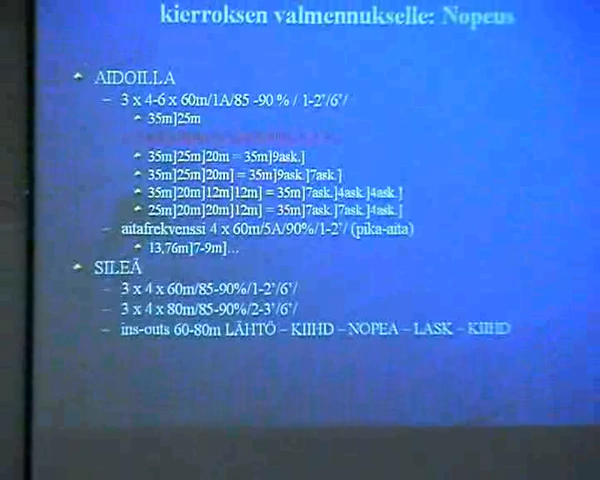 kierroksen valmennukselle: Nopeus
AIDOILLA
– 3 x 4-6 x 60m/1A/85 -90 % / 1-2'/6'/
35m]25m
35m]25m]20m = 35m]9ask.]
35m]25m]20m] = 35m]9ask.]7ask.]
35m]20m]12m]12m] = 35m]7ask.]4ask.]4ask.]
25m]20m]20m]12m] = 35m]7ask.]7ask.]4ask.]
– aitafrekvenssi 4 x 60m/5A/90%/1-2'/ (pika-aita)
13,76m]7-9m]...
SILEÄ
– 3 x 4 x 60m/85-90%/1-2'/6'/
– 3 x 4 x 80m/85-90%/2-3'/6'/
– ins-outs 60-80m LÄHTÖ – KIIHD – NOPEA – LASK – KIIHD